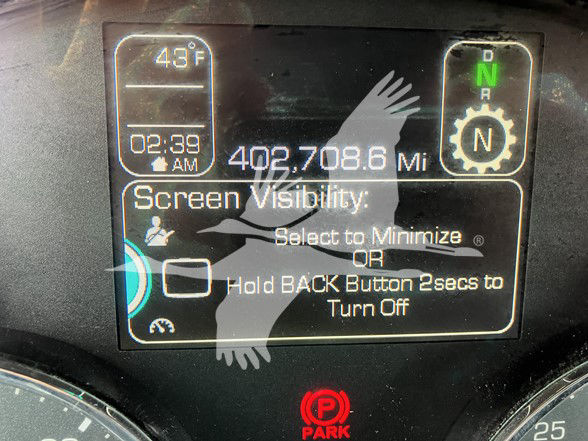 43°F
D
N
R
02:39
AM
402,708.6 Mi
N
Screen Visibility:
Select to Minimize
®
OR
Hold BACK Button 2secs to
Turn Off
P
PARK
25